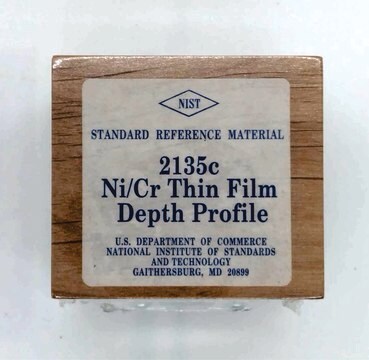 NIST
STANDARD REFERENCE MATERIAL
2135c
Ni/Cr Thin Film
Depth Profile
U.S. DEPARTMENT OF COMMERCE
NATIONAL INSTITUTE OF STANDARDS
AND TECHNOLOGY
GAITHERSBURG, MD 20899